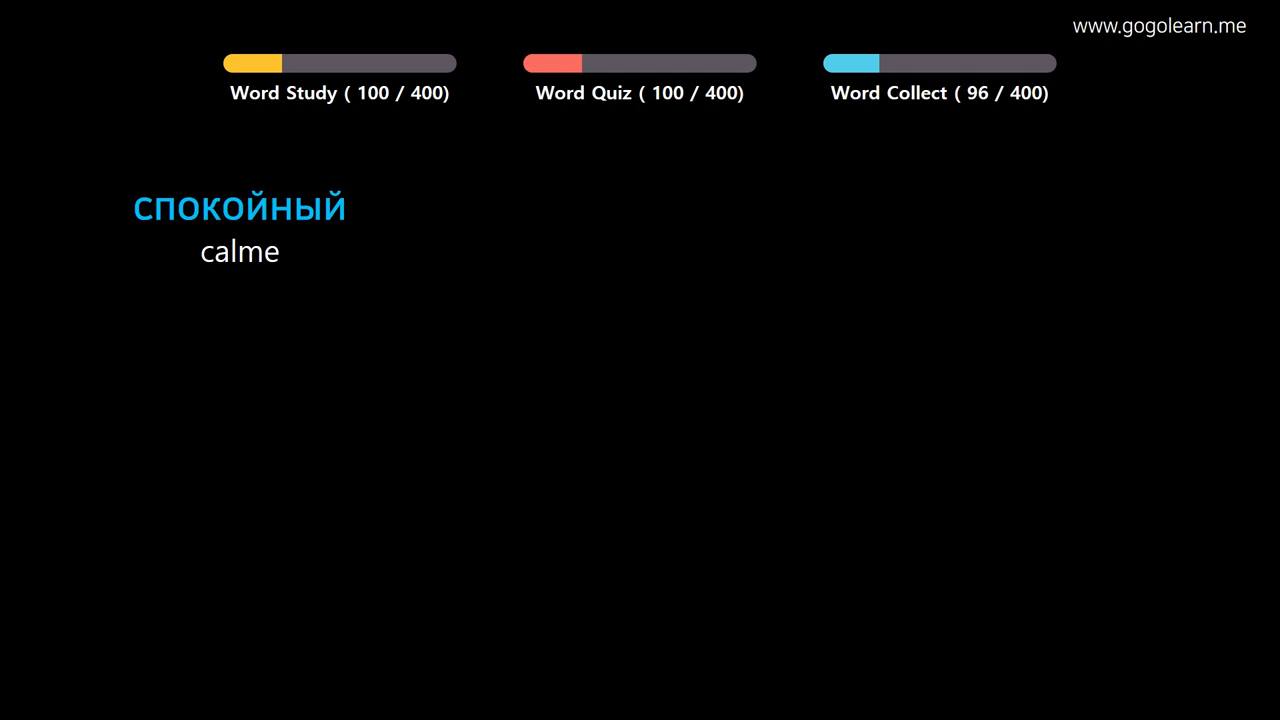 www.gogolearn.me
Word Study ( 100 / 400)
Word Quiz ( 100 / 400)
Word Collect ( 96 / 400)
спокойный
calme